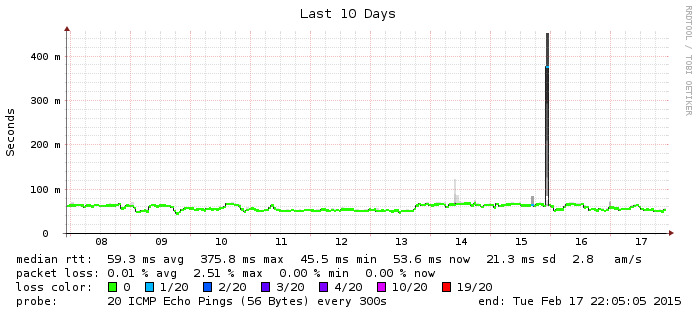 Last 10 Days
RRDTOOL / TOBI OETIKER
Seconds
400 m
300 m
200 m
100 m
0
08 09 10 11 12 13 14 15 16 17
median rtt: 59.3 ms avg 375.8 ms max 45.5 ms min 53.6 ms now 21.3 ms sd 2.8 am/s
packet loss: 0.01 % avg 2.51 % max 0.00 % min 0.00 % now
loss color: 0 1/20 2/20 3/20 4/20 10/20 19/20
probe: 20 ICMP Echo Pings (56 Bytes) every 300s end: Tue Feb 17 22:05:05 2015